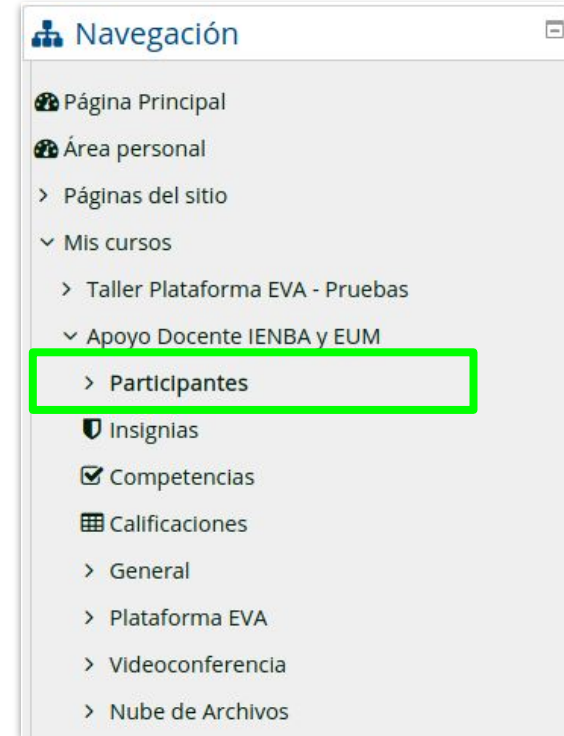 Navegación
Página Principal
Área personal
Páginas del sitio
Mis cursos
Taller Plataforma EVA - Pruebas
Apoyo Docente IENBA y EUM
Participantes
Insignias
Competencias
Calificaciones
General
Plataforma EVA
Videoconferencia
Nube de Archivos